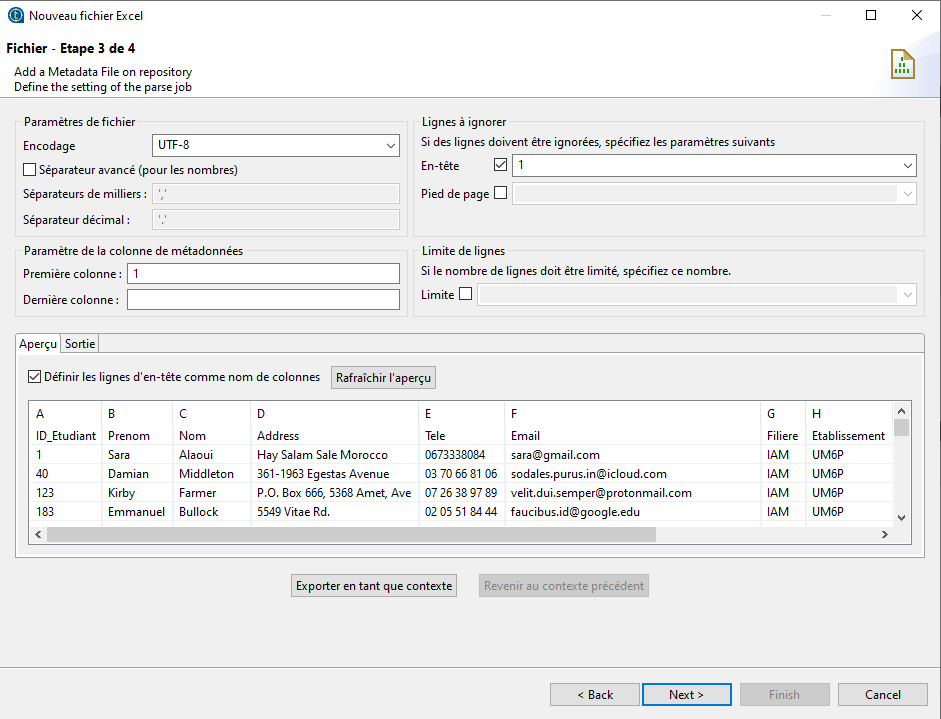 Nouveau fichier Excel
Fichier - Etape 3 de 4
Add a Metadata File on repository
Define the setting of the parse job
Paramètres de fichier
Encodage UTF-8
Séparateur avancé (pour les nombres)
Séparateurs de milliers : ','
Séparateur décimal : '.'
Lignes à ignorer
Si des lignes doivent être ignorées, spécifiez les paramètres suivants
En-tête 1
Pied de page
Paramètre de la colonne de métadonnées
Première colonne : 1
Dernière colonne :
Limite de lignes
Si le nombre de lignes doit être limité, spécifiez ce nombre.
Limite
Aperçu Sortie
Définir les lignes d'en-tête comme nom de colonnes Rafraîchir l'aperçu
A B C D E F G H
ID_Etudiant Prenom Nom Address Tele Email Filiere Etablissement
1 Sara Alaoui Hay Salam Sale Morocco 0673338084 sara@gmail.com IAM UM6P
40 Damian Middleton 361-1963 Egestas Avenue 03 70 66 81 06 sodales.purus.in@icloud.com IAM UM6P
123 Kirby Farmer P.O. Box 666, 5368 Amet, Ave 07 26 38 97 89 velit.dui.semper@protonmail.com IAM UM6P
183 Emmanuel Bullock 5549 Vitae Rd. 02 05 51 84 44 faucibus.id@google.edu IAM UM6P
Exporter en tant que contexte Revenir au contexte précédent
< Back Next > Finish Cancel